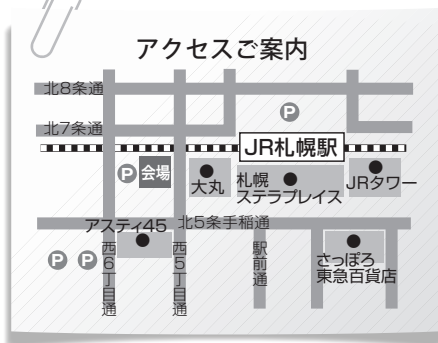 アクセスご案内
北8条通
P
北7条通
JR札幌駅
P
会場
大丸
札幌
ステラプレイス
JRタワー
アスティ45
北5条手稲通
P
P
西6丁目通
西5丁目通
駅前通
さっぽろ
東急百貨店